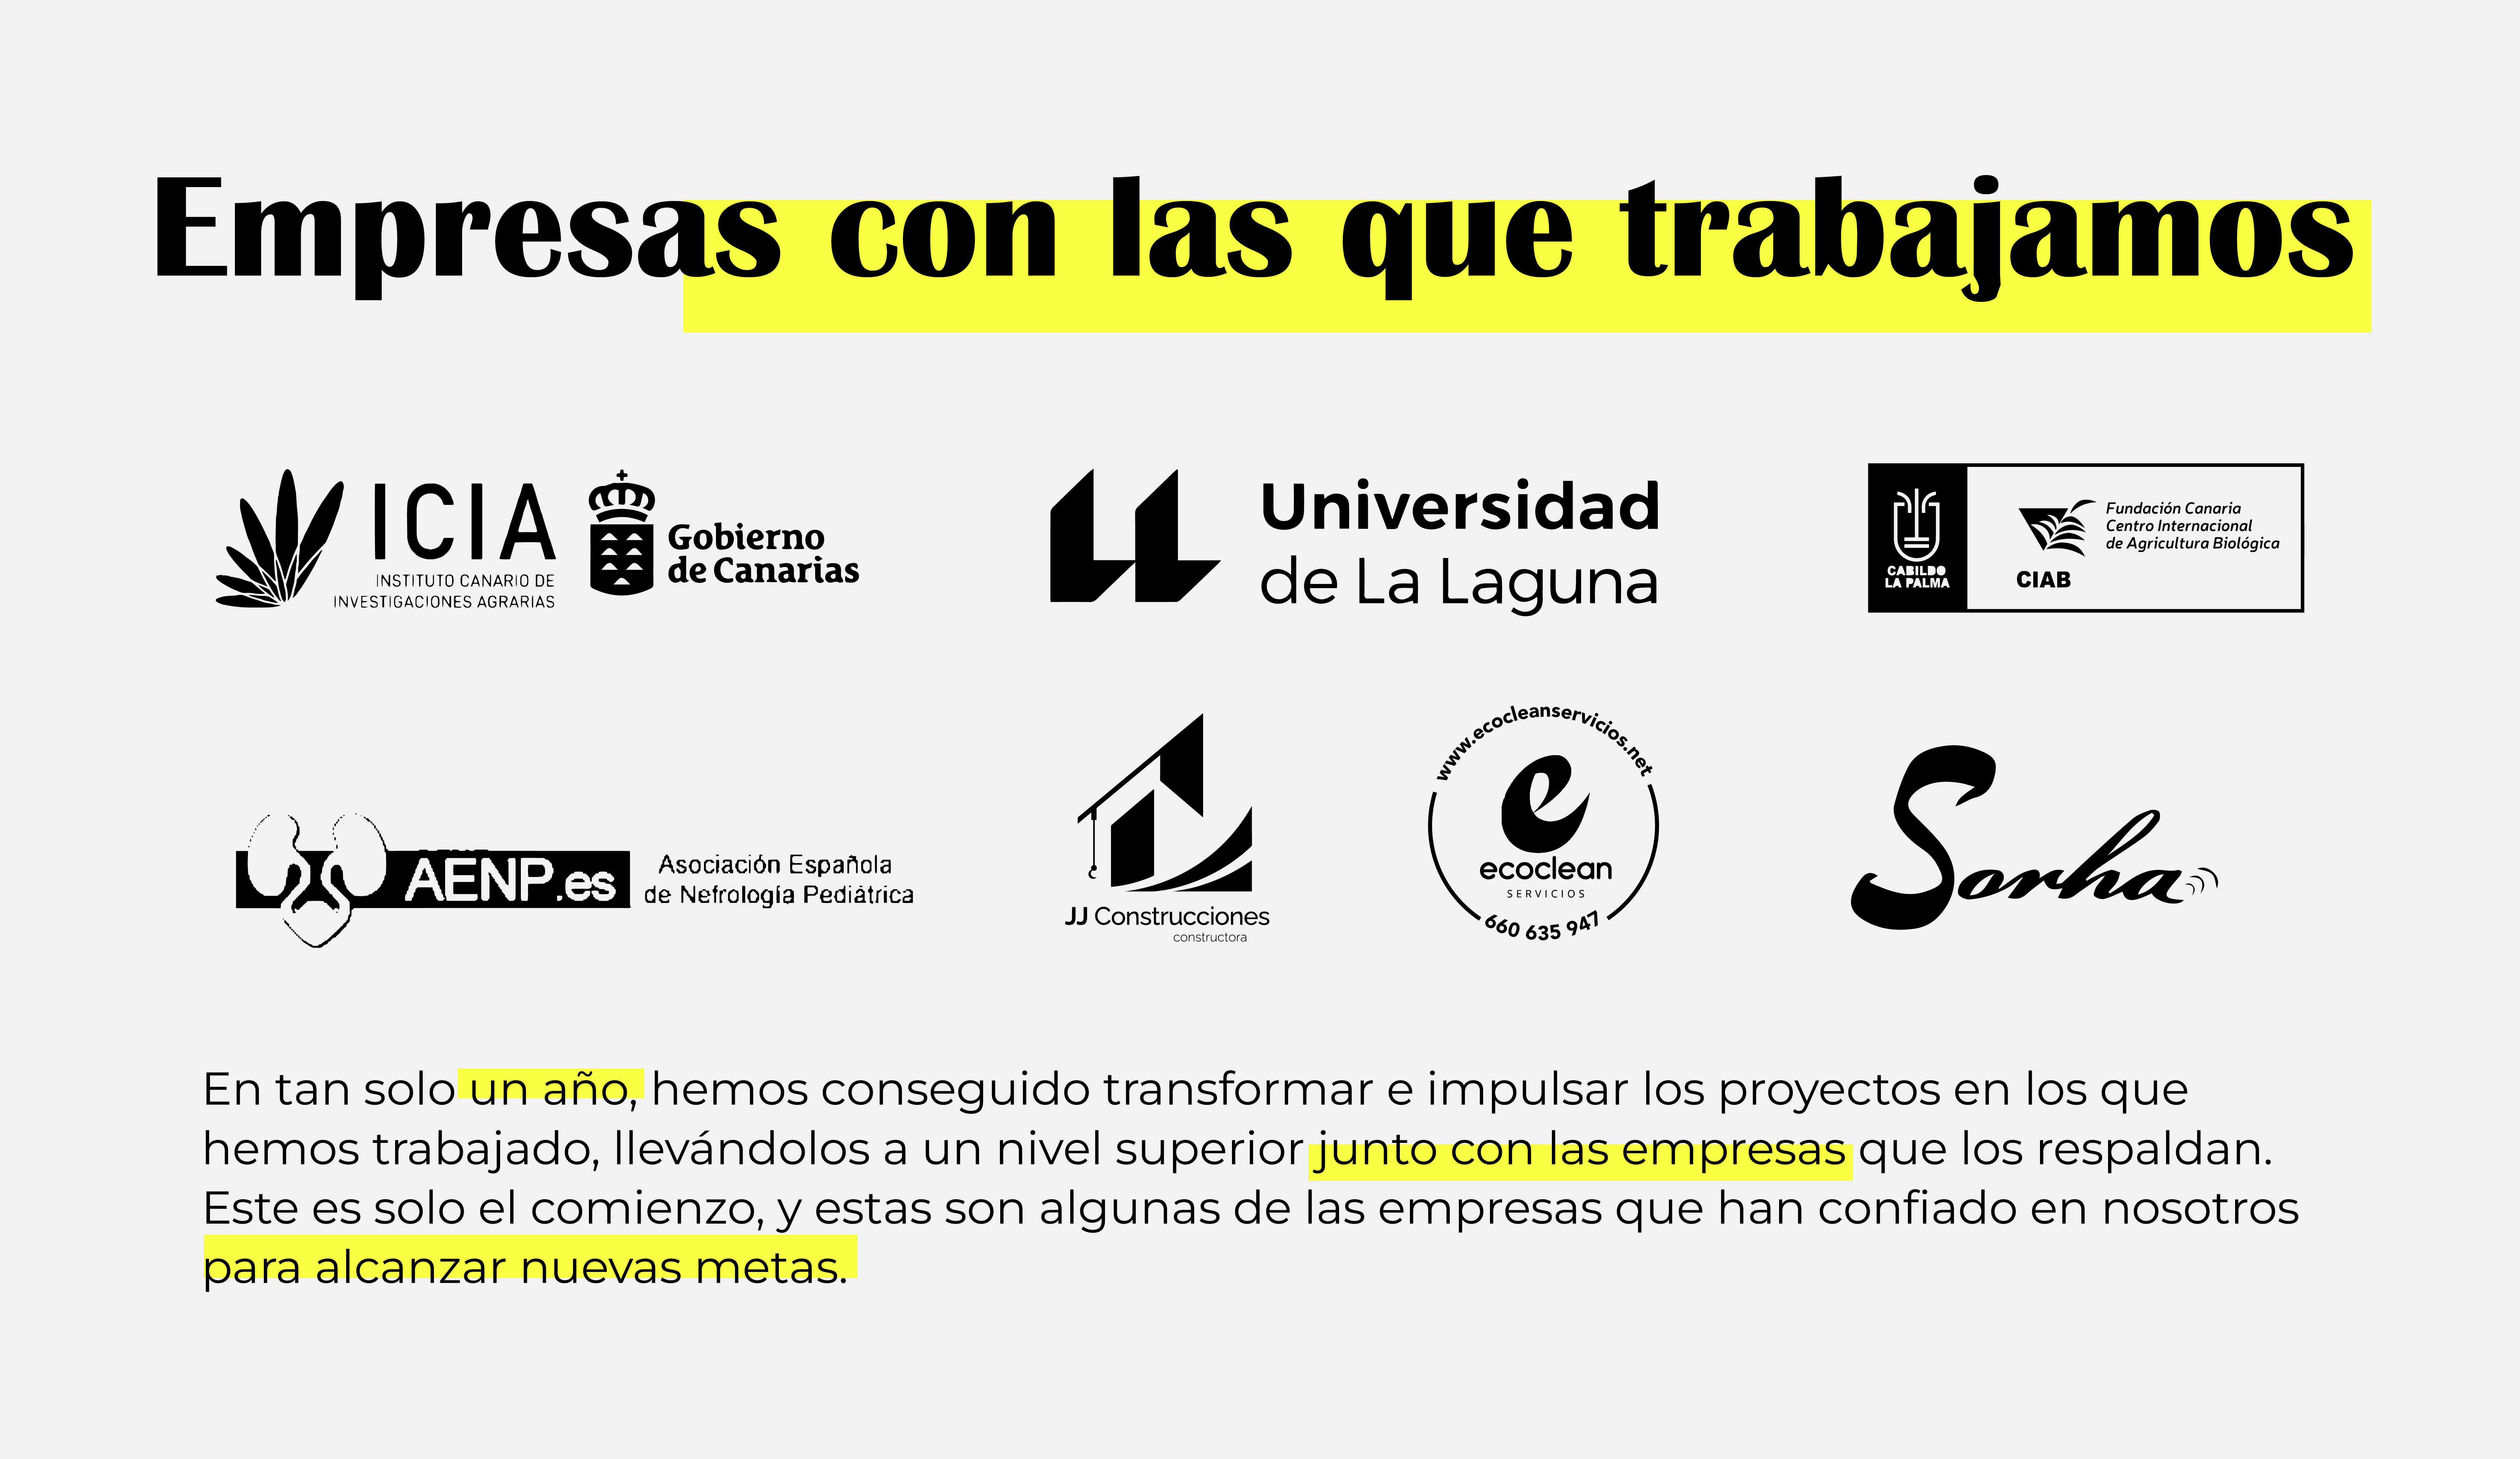 Empresas con las que trabajamos
ICIA
INSTITUTO CANARIO DE
INVESTIGACIONES AGRARIAS
Gobierno
de Canarias
Universidad
de La Laguna
CABILDO
LA PALMA
CIAB
Fundación Canaria
Centro Internacional
de Agricultura Biológica
AENP.es
Asociación Española
de Nefrología Pediátrica
JJ Construcciones
constructora
www.ecocleanservicios.net
e
ecoclean
SERVICIOS
660 635 947
Sorha
En tan solo un año, hemos conseguido transformar e impulsar los proyectos en los que
hemos trabajado, llevándolos a un nivel superior junto con las empresas que los respaldan.
Este es solo el comienzo, y estas son algunas de las empresas que han confiado en nosotros
para alcanzar nuevas metas.